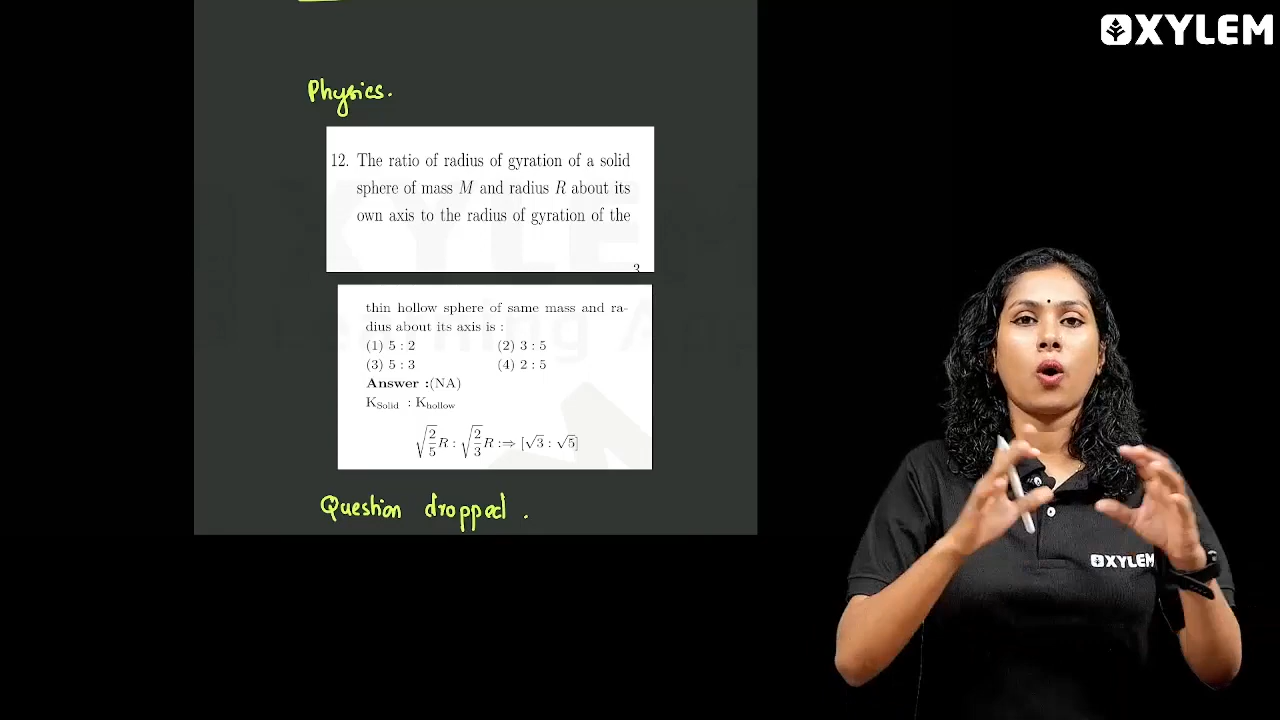 XYLEM
Physics.
12. The ratio of radius of gyration of a solid
sphere of mass M and radius R about its
own axis to the radius of gyration of the
3
thin hollow sphere of same mass and ra-
dius about its axis is :
(1) 5 : 2 (2) 3 : 5
(3) 5 : 3 (4) 2 : 5
Answer :(NA)
K_Solid : K_hollow
√(2/5) R : √(2/3) R :⇒ [√3 : √5]
Question dropped.
XYLEM